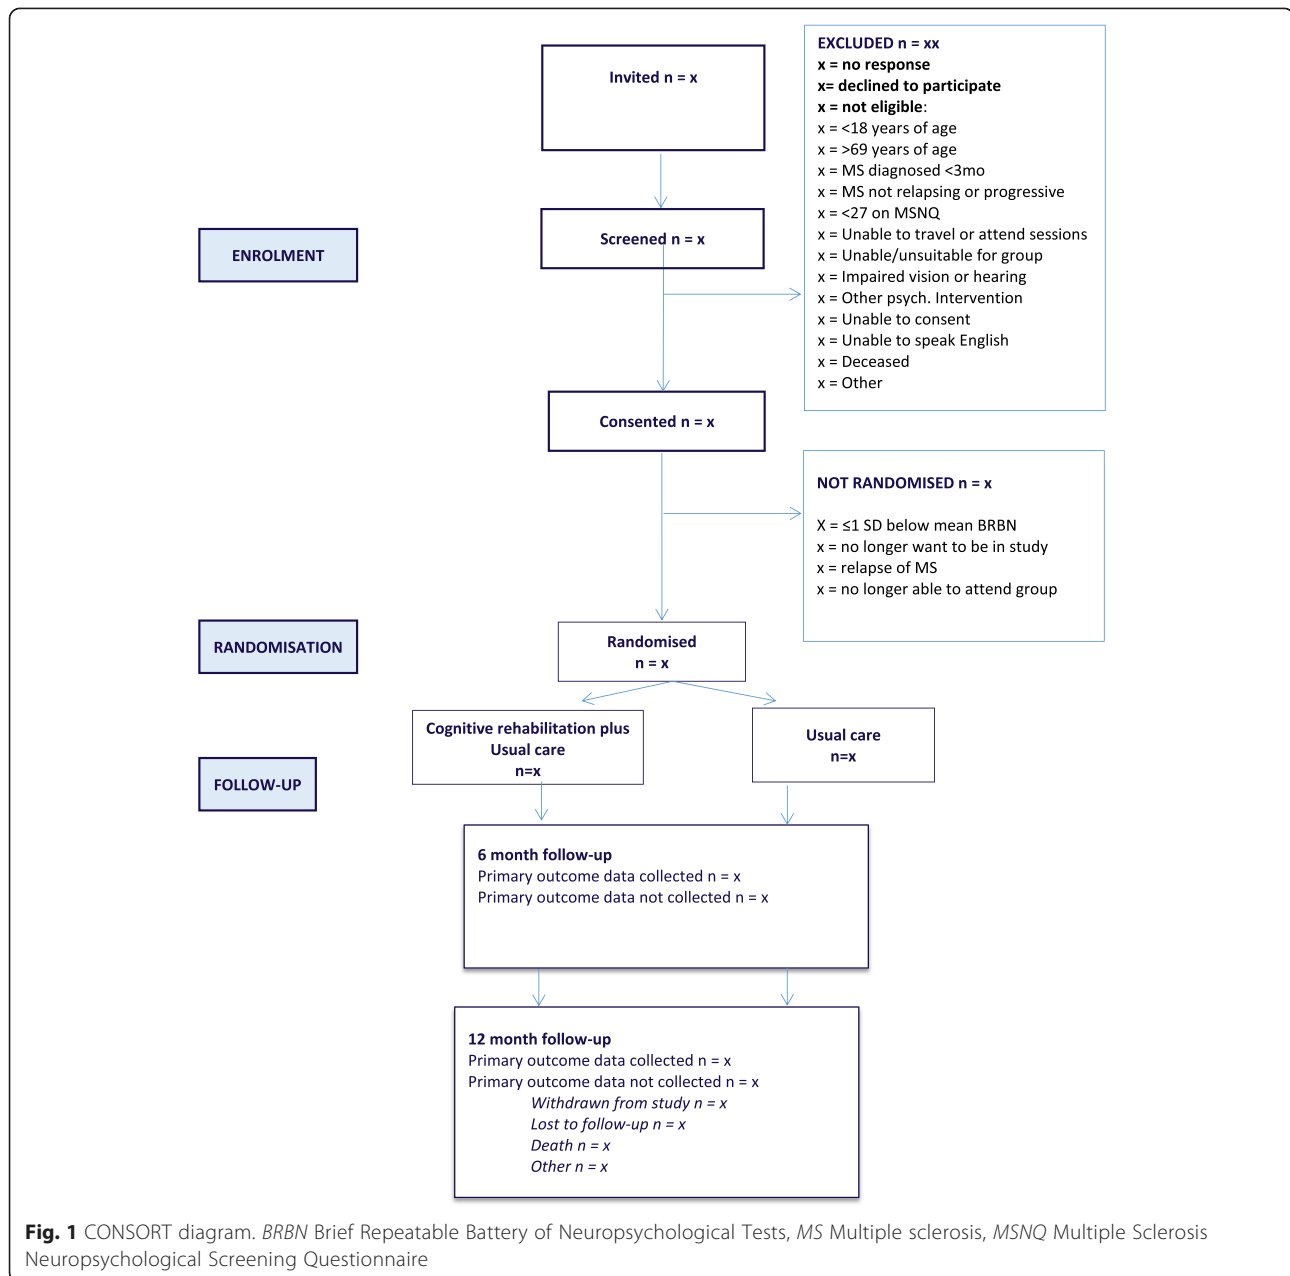 Invited n = x
EXCLUDED n = xx
x = no response
x= declined to participate
x = not eligible:
x = <18 years of age
x = >69 years of age
x = MS diagnosed <3mo
x = MS not relapsing or progressive
x = <27 on MSNQ
x = Unable to travel or attend sessions
x = Unable/unsuitable for group
x = Impaired vision or hearing
x = Other psych. Intervention
x = Unable to consent
x = Unable to speak English
x = Deceased
x = Other
Screened n = x
ENROLMENT
Consented n = x
NOT RANDOMISED n = x
X = ≤1 SD below mean BRBN
x = no longer want to be in study
x = relapse of MS
x = no longer able to attend group
RANDOMISATION
Randomised
n = x
Cognitive rehabilitation plus
Usual care
n=x
Usual care
n=x
FOLLOW-UP
6 month follow-up
Primary outcome data collected n = x
Primary outcome data not collected n = x
12 month follow-up
Primary outcome data collected n = x
Primary outcome data not collected n = x
Withdrawn from study n = x
Lost to follow-up n = x
Death n = x
Other n = x
Fig. 1 CONSORT diagram. BRBN Brief Repeatable Battery of Neuropsychological Tests, MS Multiple sclerosis, MSNQ Multiple Sclerosis
Neuropsychological Screening Questionnaire